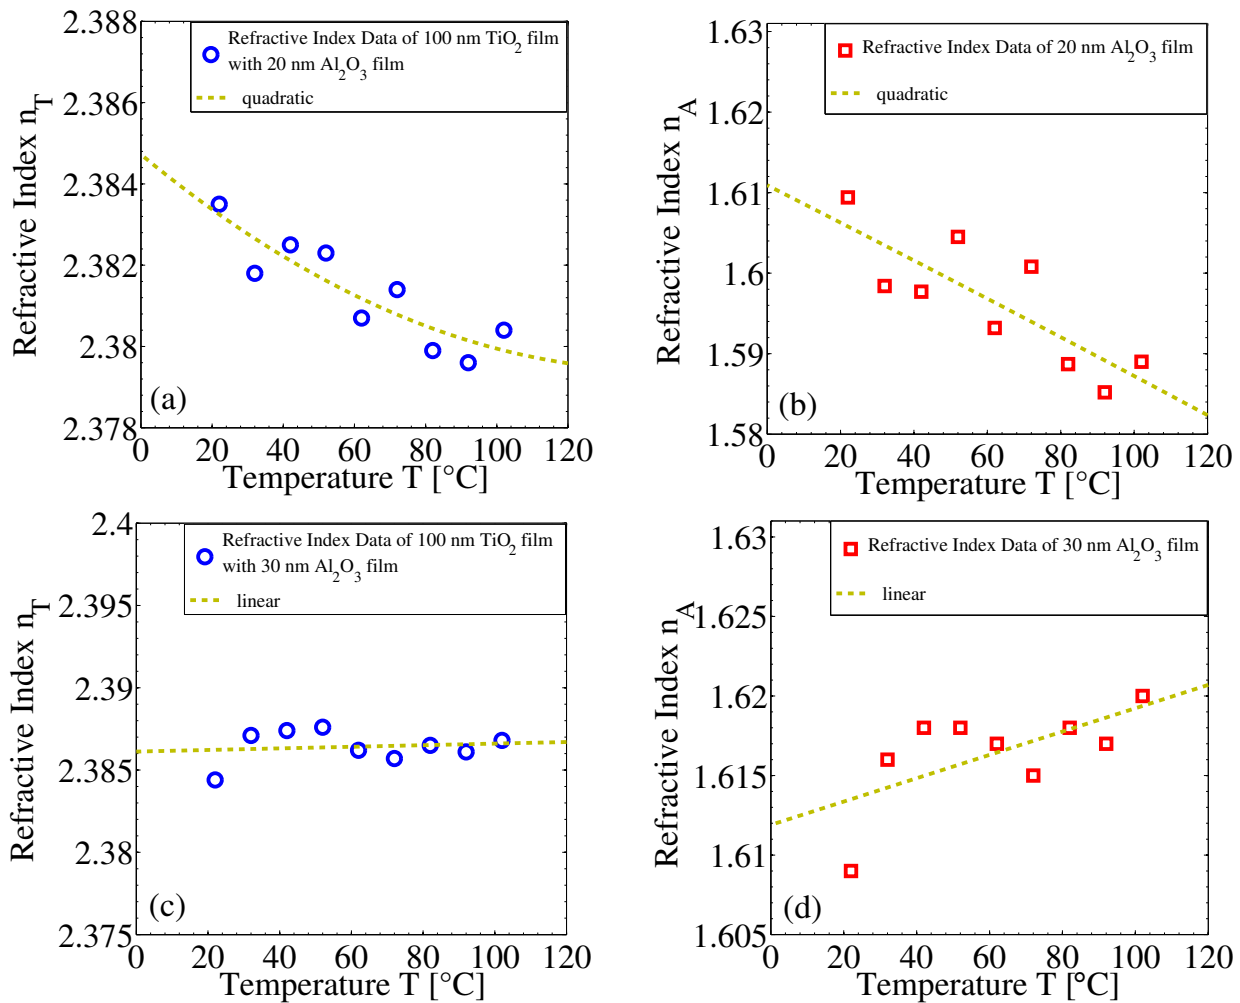 2.388
2.386
2.384
2.382
2.38
2.378
Refractive Index n_T
Refractive Index Data of 100 nm TiO₂ film
with 20 nm Al₂O₃ film
quadratic
(a)
0 20 40 60 80 100 120
Temperature T [°C]
1.63
1.62
1.61
1.6
1.59
1.58
Refractive Index n_A
Refractive Index Data of 20 nm Al₂O₃ film
quadratic
(b)
0 20 40 60 80 100 120
Temperature T [°C]
2.4
2.395
2.39
2.385
2.38
2.375
Refractive Index n_T
Refractive Index Data of 100 nm TiO₂ film
with 30 nm Al₂O₃ film
linear
(c)
0 20 40 60 80 100 120
Temperature T [°C]
1.63
1.625
1.62
1.615
1.61
1.605
Refractive Index n_A
Refractive Index Data of 30 nm Al₂O₃ film
linear
(d)
0 20 40 60 80 100 120
Temperature T [°C]